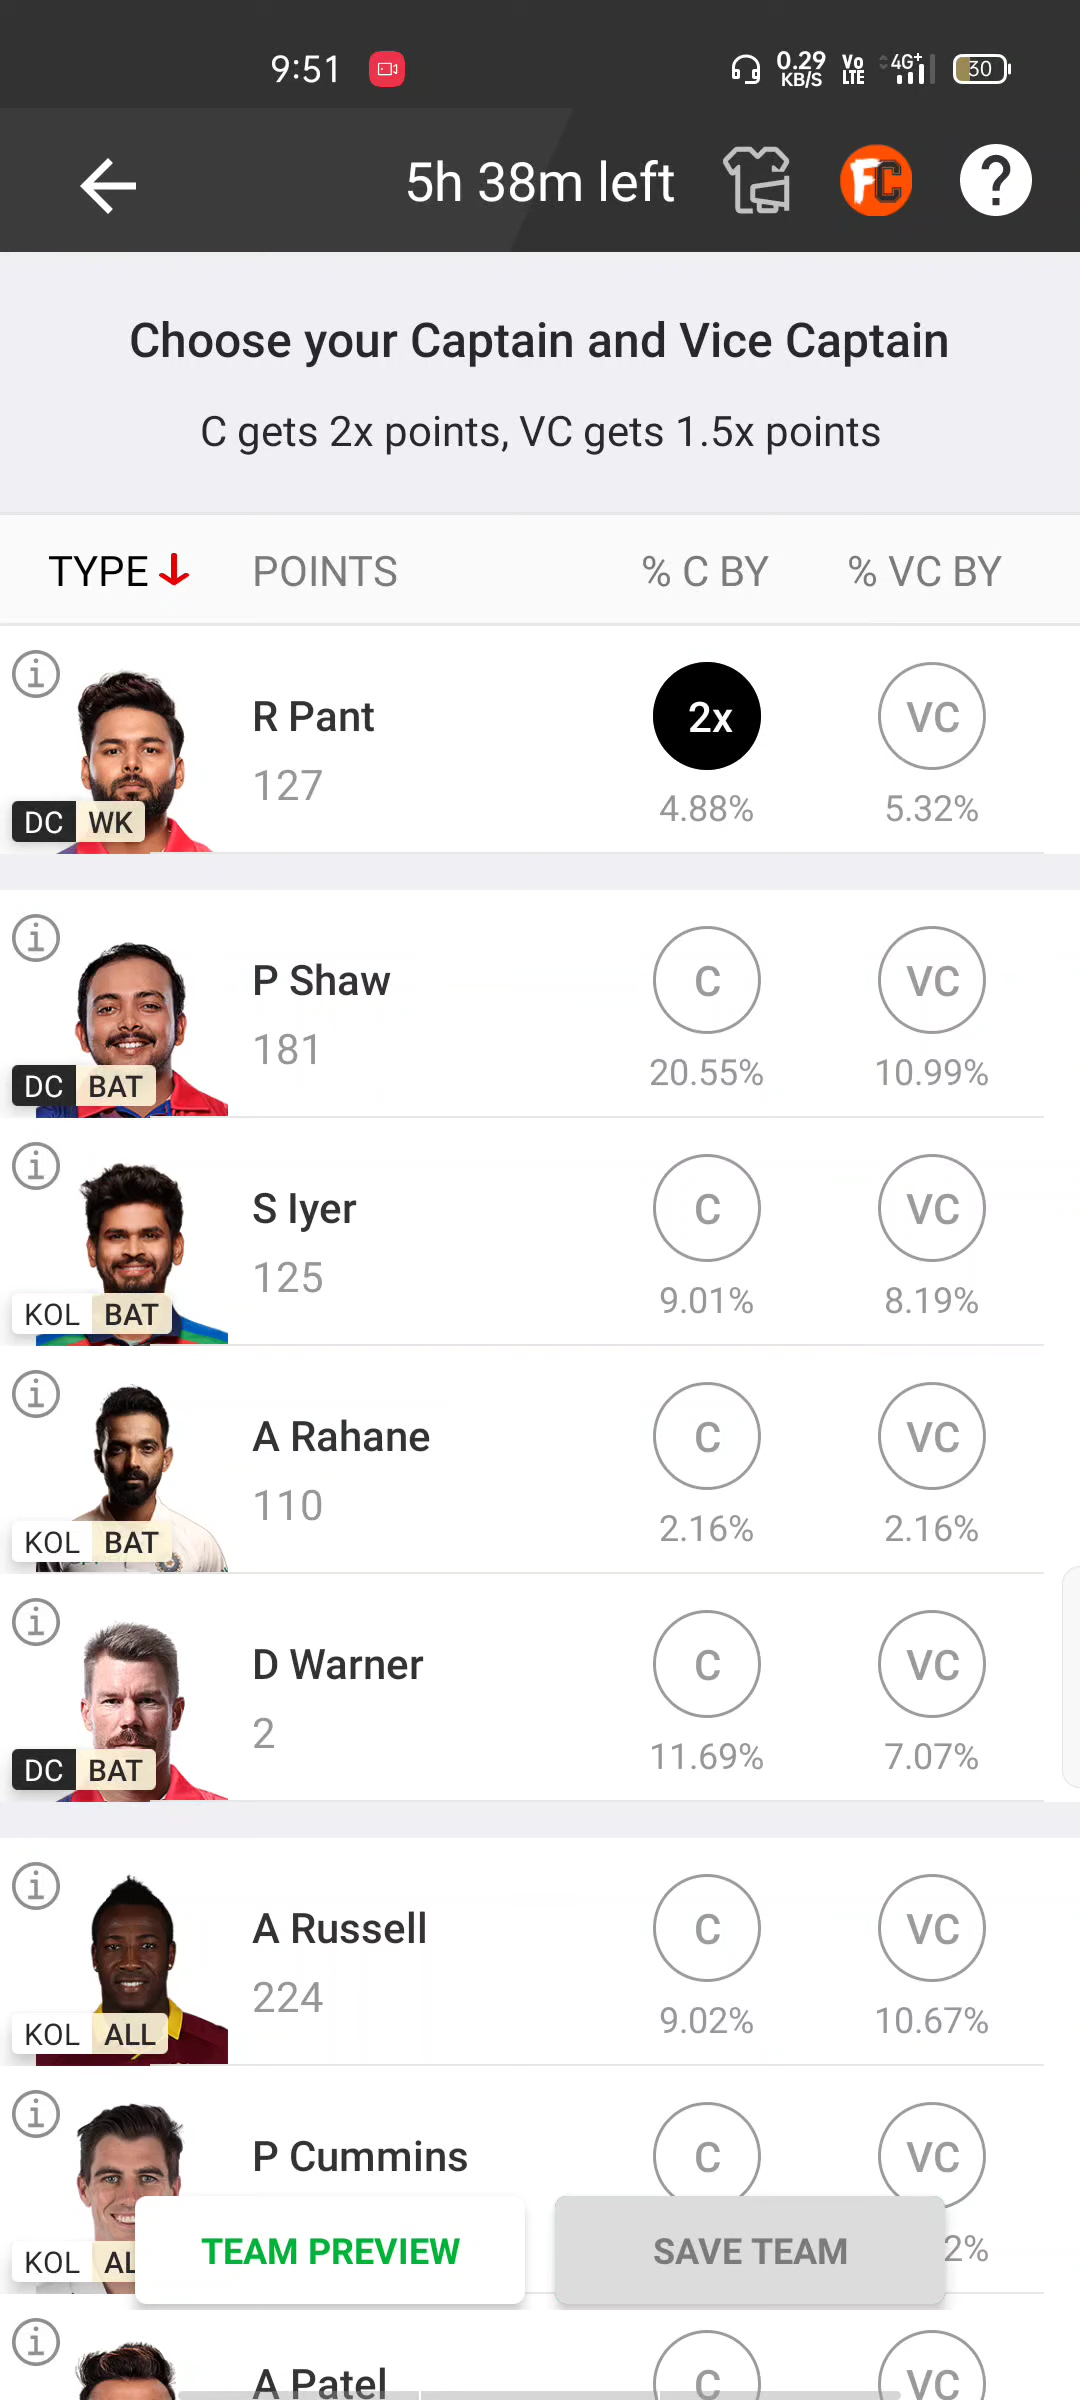 9:51
0.29 KB/S
Vo LTE
4G+
30
5h 38m left
FC
?
Choose your Captain and Vice Captain
C gets 2x points, VC gets 1.5x points
TYPE POINTS % C BY % VC BY
R Pant
127
DC WK
2x
VC
4.88%
5.32%
P Shaw
181
DC BAT
C
VC
20.55%
10.99%
S Iyer
125
KOL BAT
C
VC
9.01%
8.19%
A Rahane
110
KOL BAT
C
VC
2.16%
2.16%
D Warner
2
DC BAT
C
VC
11.69%
7.07%
A Russell
224
KOL ALL
C
VC
9.02%
10.67%
P Cummins
KOL AL
C
VC
2%
TEAM PREVIEW
SAVE TEAM
A Patel
C
VC